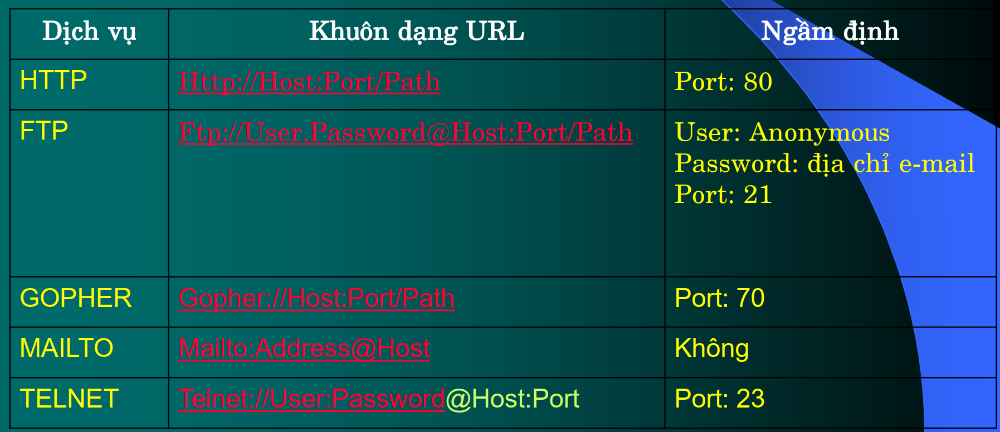 Dịch vụ Khuôn dạng URL Ngầm định
HTTP Http://Host:Port/Path Port: 80
FTP Ftp://User.Password@Host:Port/Path User: Anonymous
Password: địa chỉ e-mail
Port: 21
GOPHER Gopher://Host:Port/Path Port: 70
MAILTO Mailto:Address@Host Không
TELNET Telnet://User:Password@Host:Port Port: 23